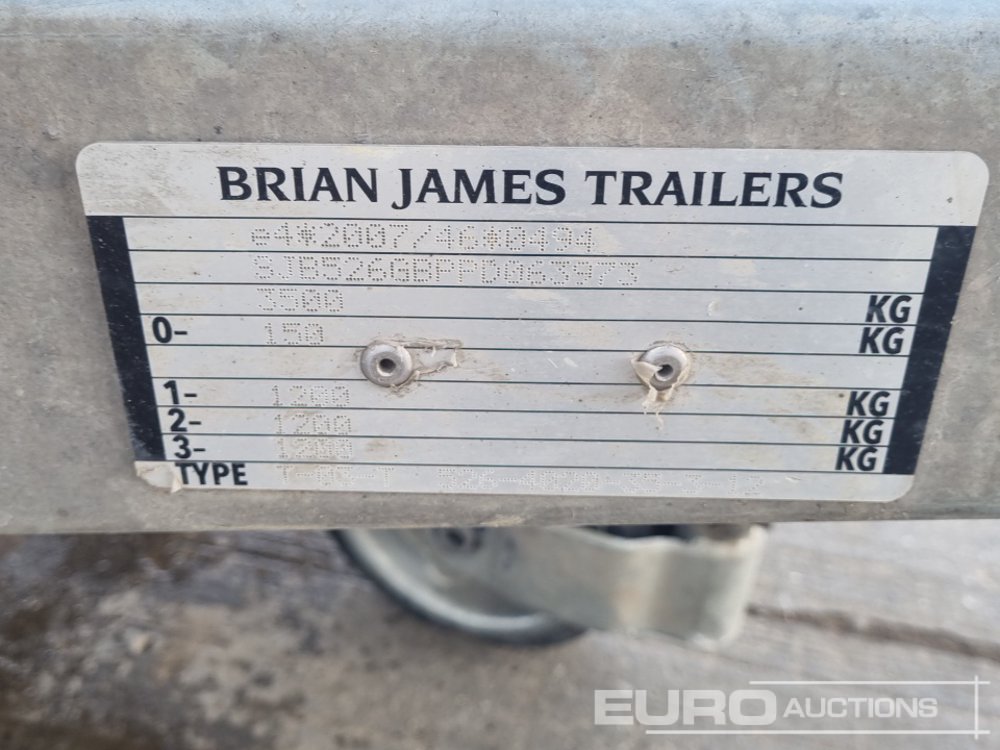 BRIAN JAMES TRAILERS
e4*2007/46*0494
SJB526GBFPD063973
3500 KG
0- 150 KG
1- 1200 KG
2- 1200 KG
3- 1200 KG
TYPE
EURO AUCTIONS